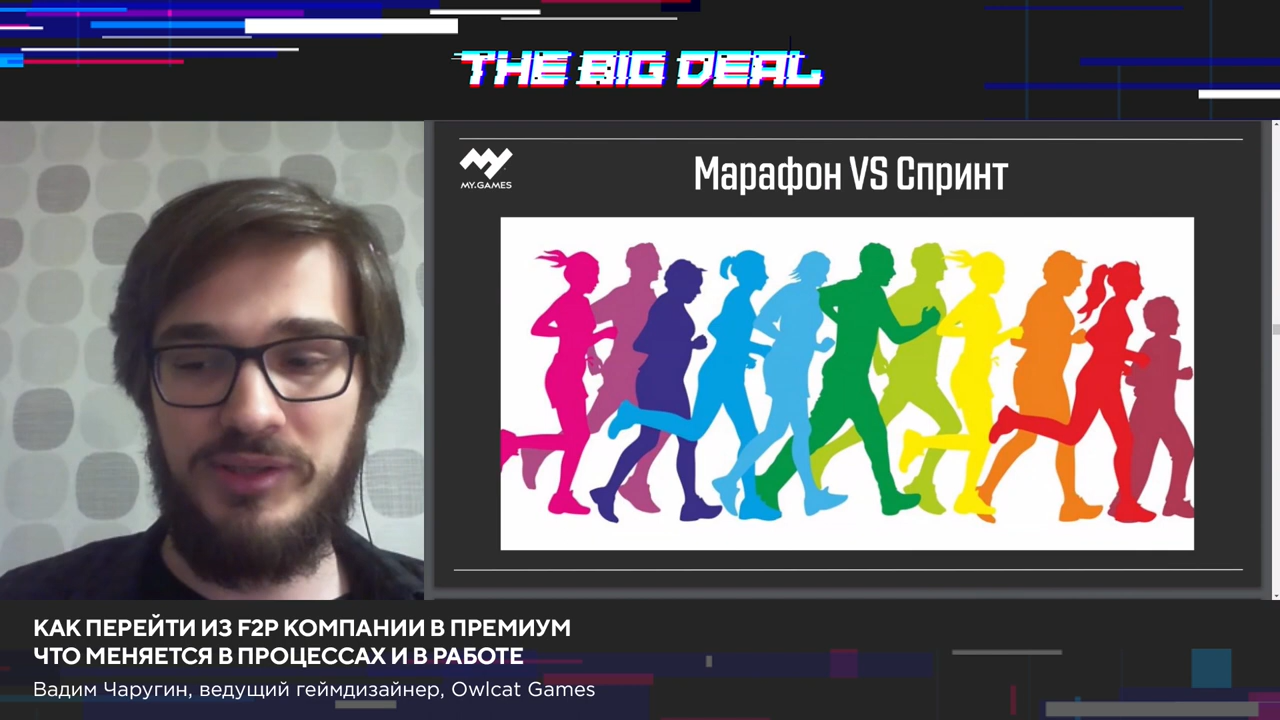 THE BIG DEAL
MY.GAMES
Марафон VS Спринт
КАК ПЕРЕЙТИ ИЗ F2P КОМПАНИИ В ПРЕМИУМ
ЧТО МЕНЯЕТСЯ В ПРОЦЕССАХ И В РАБОТЕ
Вадим Чаругин, ведущий геймдизайнер, Owlcat Games